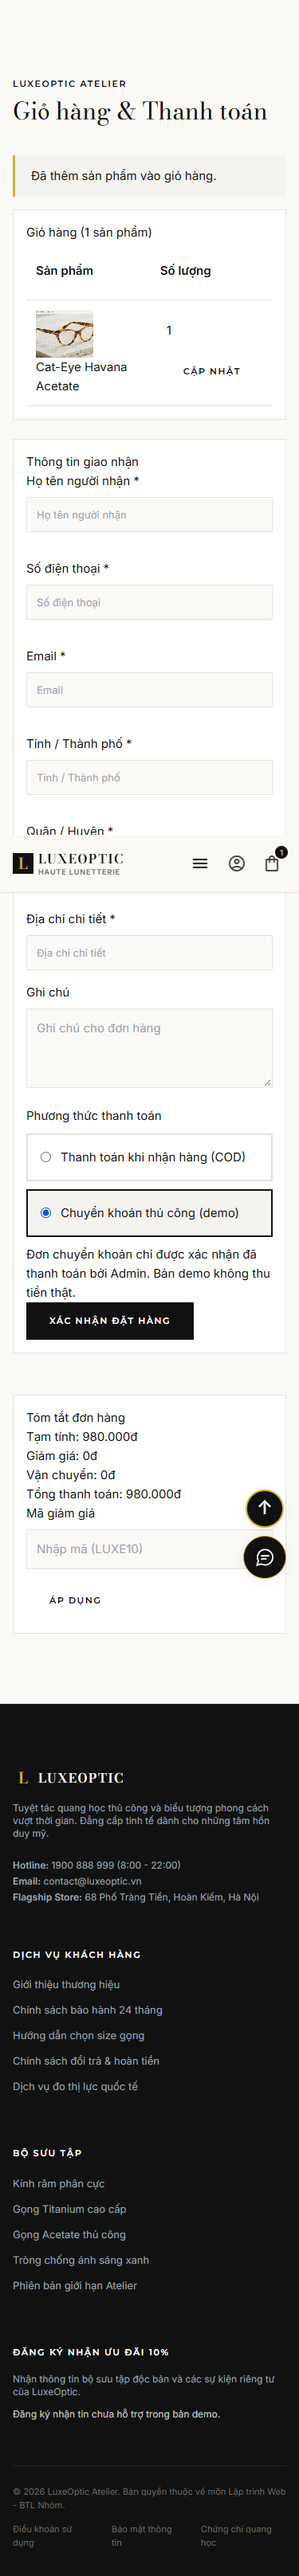 LUXEOPTIC ATELIER
Giỏ hàng & Thanh toán
Đã thêm sản phẩm vào giỏ hàng.
Giỏ hàng (1 sản phẩm)
Sản phẩm Số lượng
1
CẬP NHẬT
Cat-Eye Havana
Acetate
Thông tin giao nhận
Họ tên người nhận *
Họ tên người nhận
Số điện thoại *
Số điện thoại
Email *
Email
Tỉnh / Thành phố *
Tỉnh / Thành phố
Quận / Huyện *
L LUXEOPTIC
HAUTE LUNETTERIE
1
Địa chỉ chi tiết *
Địa chỉ chi tiết
Ghi chú
Ghi chú cho đơn hàng
Phương thức thanh toán
Thanh toán khi nhận hàng (COD)
Chuyển khoản thủ công (demo)
Đơn chuyển khoản chỉ được xác nhận đã
thanh toán bởi Admin. Bản demo không thu
tiền thật.
XÁC NHẬN ĐẶT HÀNG
Tóm tắt đơn hàng
Tạm tính: 980.000đ
Giảm giá: 0đ
Vận chuyển: 0đ
Tổng thanh toán: 980.000đ
Mã giảm giá
Nhập mã (LUXE10)
ÁP DỤNG
L LUXEOPTIC
Tuyệt tác quang học thủ công và biểu tượng phong cách
vượt thời gian. Đẳng cấp tinh tế dành cho những tâm hồn
duy mỹ.
Hotline: 1900 888 999 (8:00 - 22:00)
Email: contact@luxeoptic.vn
Flagship Store: 68 Phố Tràng Tiền, Hoàn Kiếm, Hà Nội
DỊCH VỤ KHÁCH HÀNG
Giới thiệu thương hiệu
Chính sách bảo hành 24 tháng
Hướng dẫn chọn size gọng
Chính sách đổi trả & hoàn tiền
Dịch vụ đo thị lực quốc tế
BỘ SƯU TẬP
Kính râm phân cực
Gọng Titanium cao cấp
Gọng Acetate thủ công
Tròng chống ánh sáng xanh
Phiên bản giới hạn Atelier
ĐĂNG KÝ NHẬN ƯU ĐÃI 10%
Nhận thông tin bộ sưu tập độc bản và các sự kiện riêng tư
của LuxeOptic.
Đăng ký nhận tin chưa hỗ trợ trong bản demo.
© 2026 LuxeOptic Atelier. Bản quyền thuộc về môn Lập trình Web
- BTL Nhóm.
Điều khoản sử
dụng
Bảo mật thông
tin
Chứng chỉ quang
học